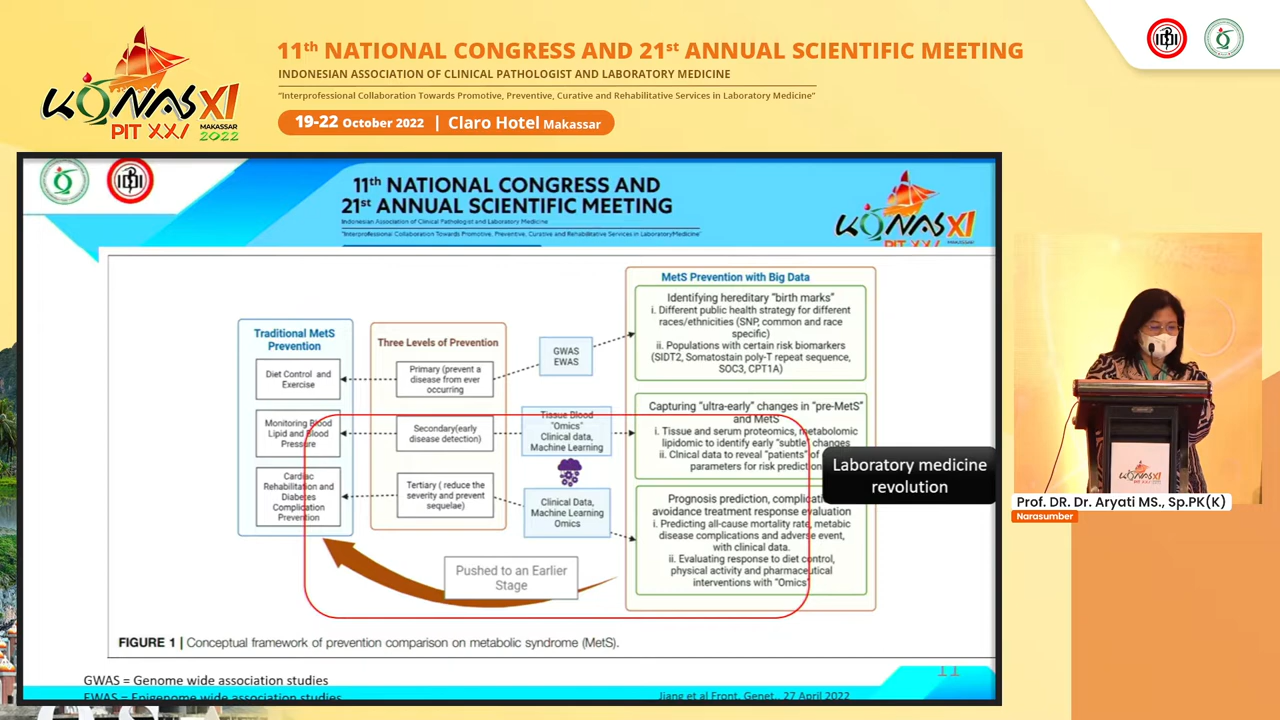 11th NATIONAL CONGRESS AND 21st ANNUAL SCIENTIFIC MEETING
INDONESIAN ASSOCIATION OF CLINICAL PATHOLOGIST AND LABORATORY MEDICINE
"Interprofessional Collaboration Towards Promotive, Preventive, Curative and Rehabilitative Services in Laboratory Medicine"
19-22 October 2022 | Claro Hotel Makassar
KONAS XI
PIT XXI
MAKASSAR
2022
11th NATIONAL CONGRESS AND
21st ANNUAL SCIENTIFIC MEETING
Indonesian Association of Clinical Pathologist and Laboratory Medicine
"Interprofessional Collaboration Towards Promotive, Preventive, Curative and Rehabilitative Services in LaboratoryMedicine"
KONAS XI
PIT XXI
Traditional MetS
Prevention
Diet Control and
Exercise
Monitoring Blood
Lipid and Blood
Pressure
Cardiac
Rehabilitation and
Diabetes
Complication
Prevention
Three Levels of Prevention
Primary (prevent a
disease from ever
occurring
Secondary(early
disease detection)
Tertiary ( reduce the
severity and prevent
sequelae)
GWAS
EWAS
Tissue Blood
"Omics"
Clinical data,
Machine Learning
Clinical Data,
Machine Learning
Omics
MetS Prevention with Big Data
Identifying hereditary "birth marks"
i. Different public health strategy for different
races/ethnicities (SNP, common and race
specific)
ii. Populations with certain risk biomarkers
(SIDT2, Somatostain poly-T repeat sequence,
SOC3, CPT1A)
Capturing "ultra-early" changes in "pre-MetS"
and MetS
i. Tissue and serum proteomics, metabolomic
lipidomic to identify early "subtle" changes
ii. Clinical data to reveal "patients" of
parameters for risk prediction
Prognosis prediction,
avoidance treatment response evaluation
i. Predicting all-cause mortality rate, metabic
disease complications and adverse event,
with clinical data.
ii. Evaluating response to diet control,
physical activity and pharmaceutical
interventions with "Omics"
Laboratory medicine
revolution
Pushed to an Earlier
Stage
FIGURE 1 | Conceptual framework of prevention comparison on metabolic syndrome (MetS).
11
GWAS = Genome wide association studies
EWAS = Epigenome wide association studies
Jiang et al Front. Genet., 27 April 2022
Prof. DR. Dr. Aryati MS., Sp.PK(K)
Narasumber